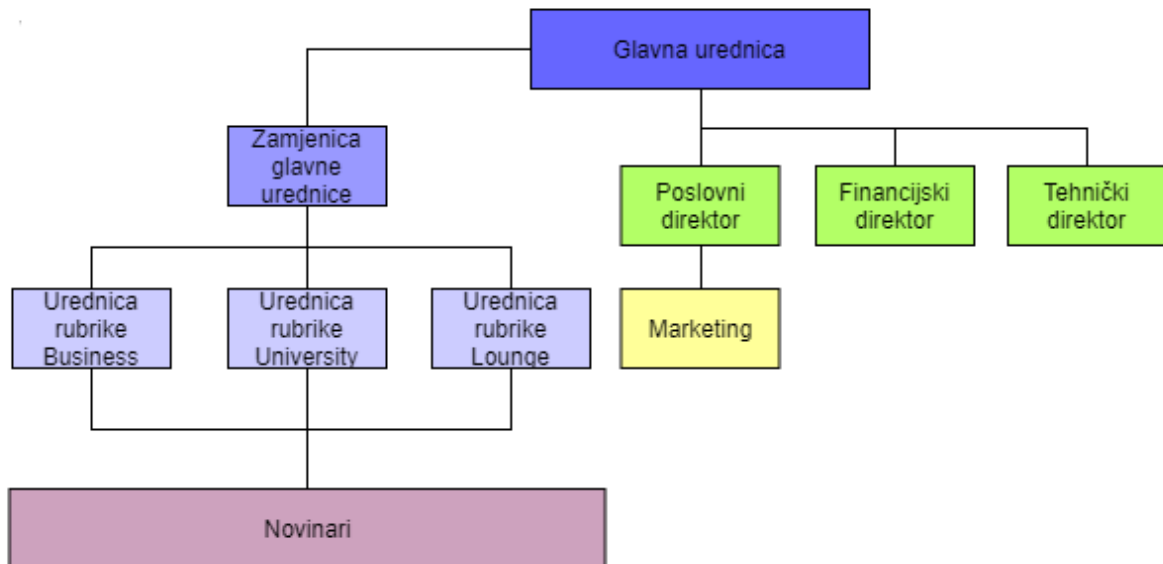 Glavna urednica
Zamjenica
glavne
urednice
Poslovni
direktor
Financijski
direktor
Tehnički
direktor
Urednica
rubrike
Business
Urednica
rubrike
University
Urednica
rubrike
Lounge
Marketing
Novinari